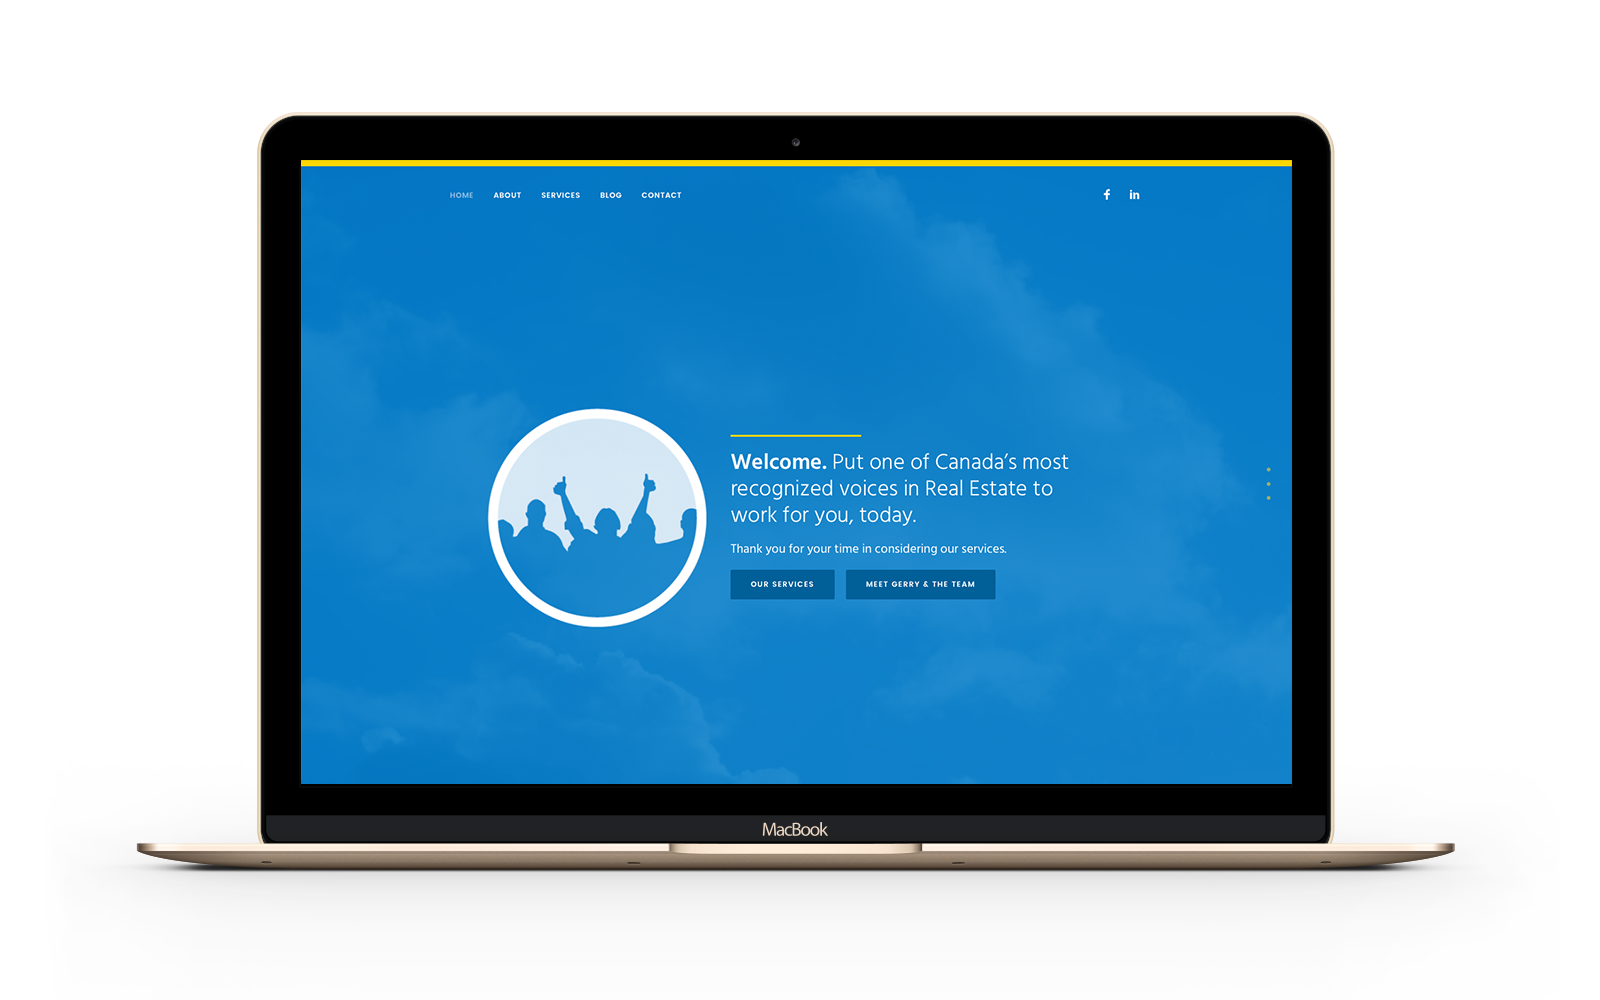 HOME ABOUT SERVICES BLOG CONTACT
Welcome. Put one of Canada's most
recognized voices in Real Estate to
work for you, today.
Thank you for your time in considering our services.
OUR SERVICES MEET GERRY & THE TEAM
MacBook